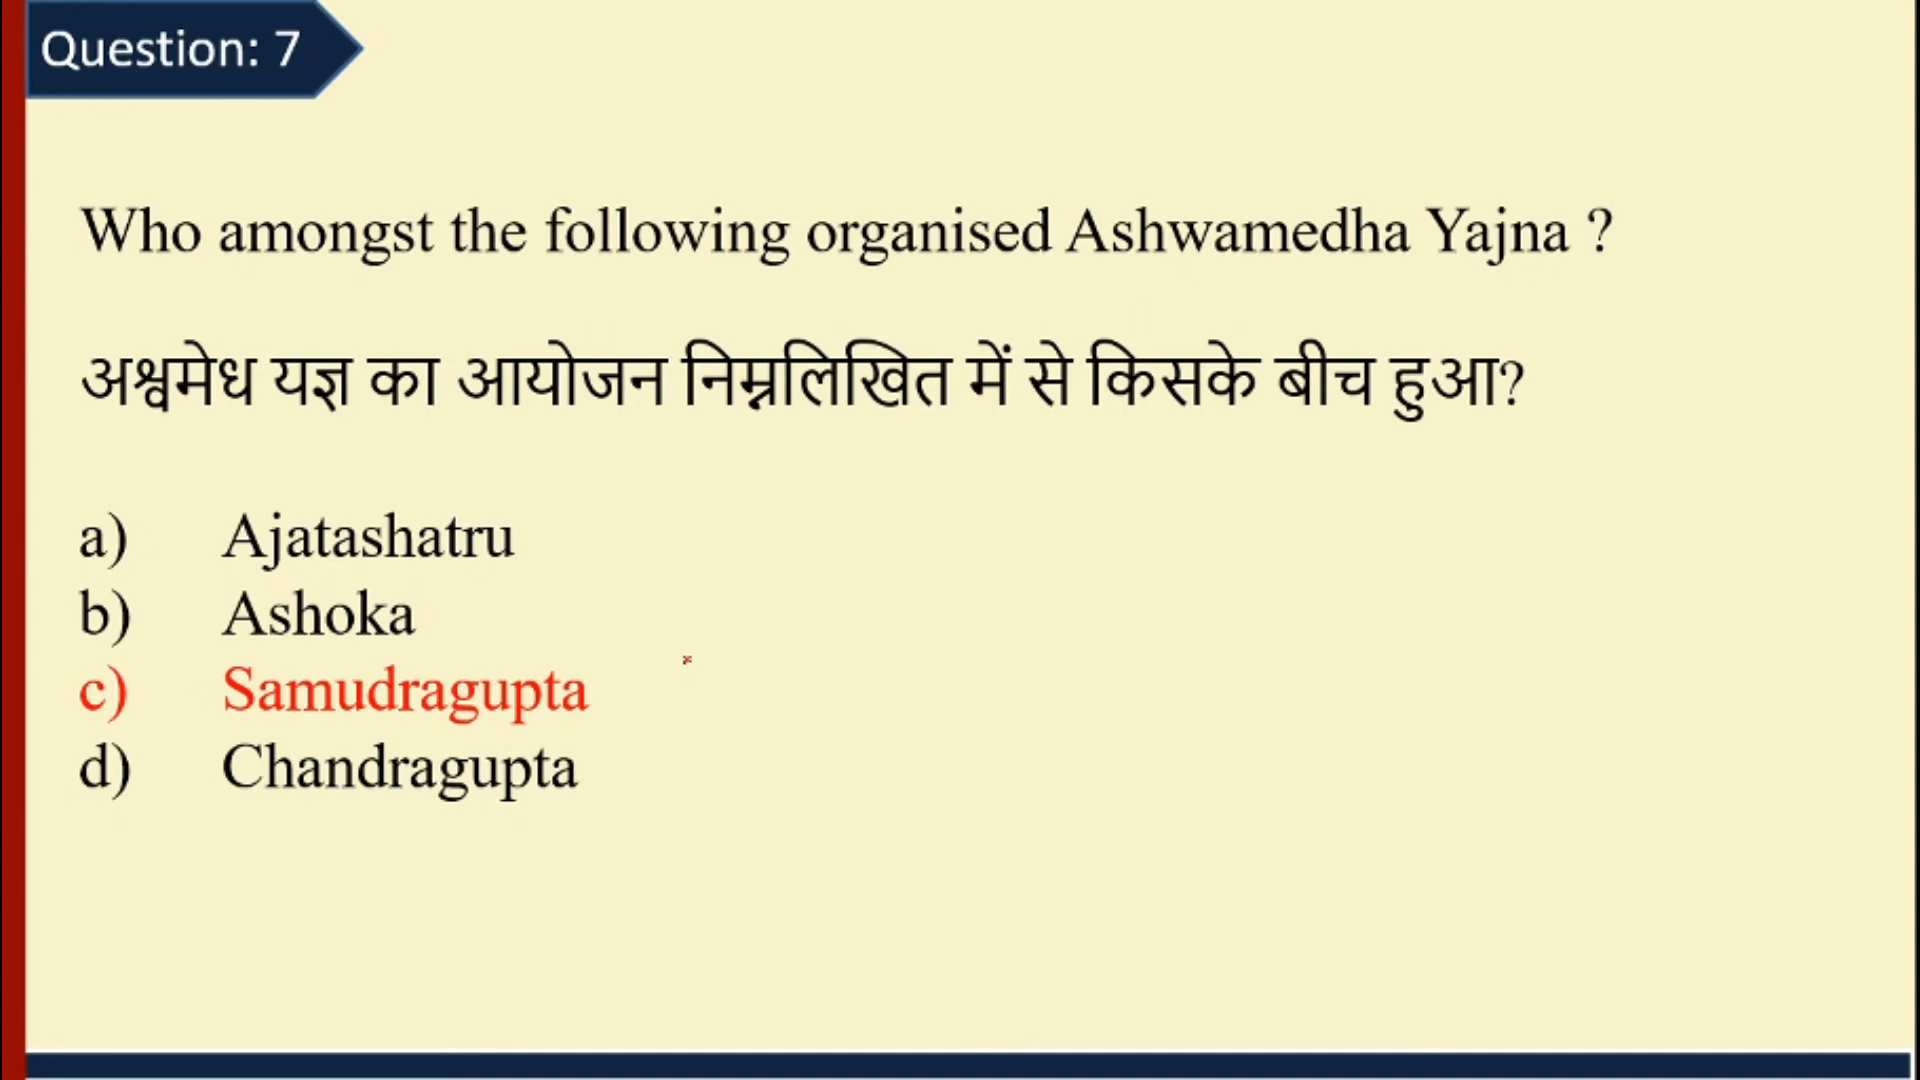 Question: 7
Who amongst the following organised Ashwamedha Yajna ?
अश्वमेध यज्ञ का आयोजन निम्नलिखित में से किसके बीच हुआ?
a) Ajatashatru
b) Ashoka
c) Samudragupta
d) Chandragupta